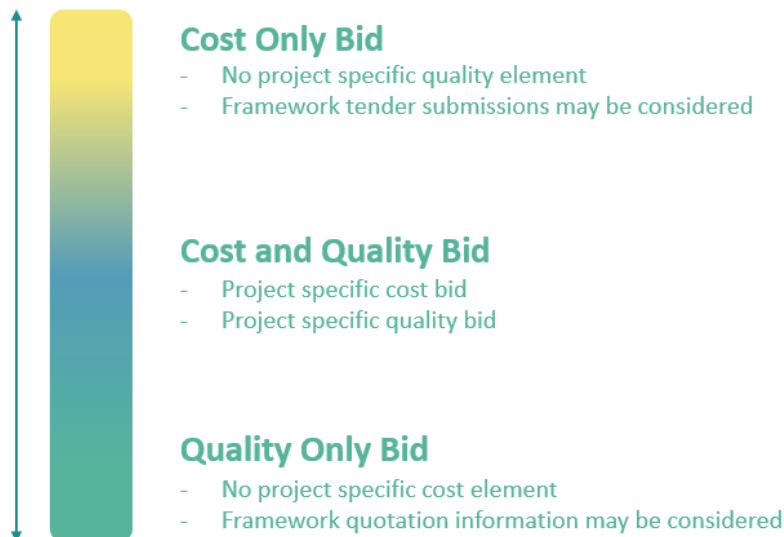 Cost Only Bid
- No project specific quality element
- Framework tender submissions may be considered
Cost and Quality Bid
- Project specific cost bid
- Project specific quality bid
Quality Only Bid
- No project specific cost element
- Framework quotation information may be considered